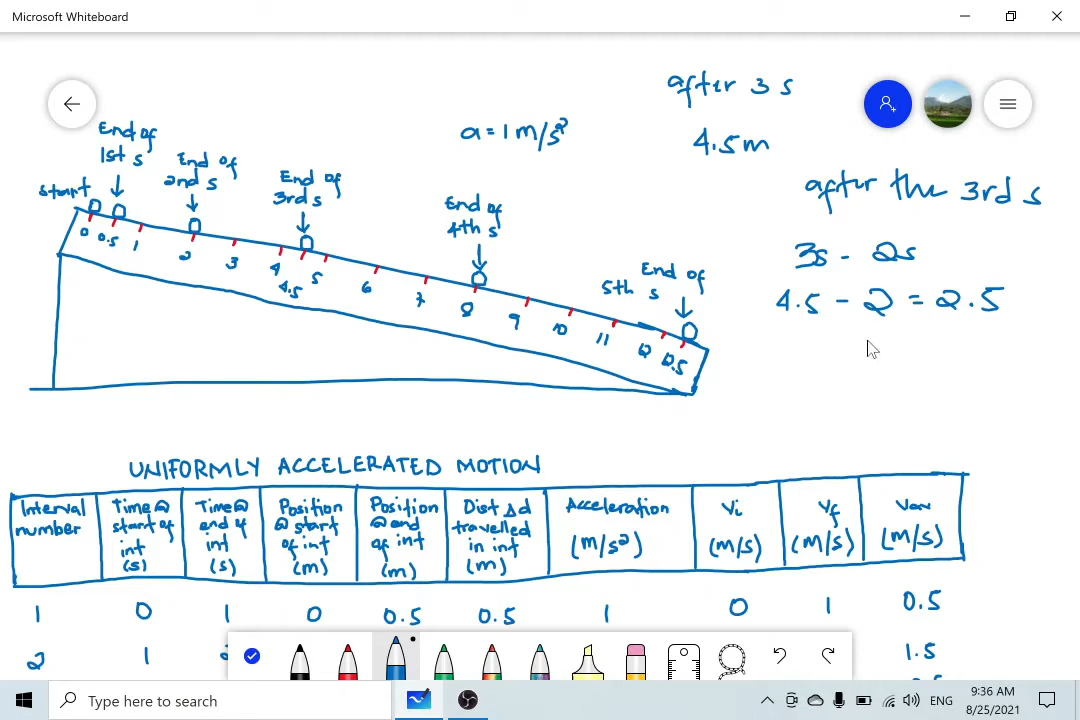 Microsoft Whiteboard
after 3 s
4.5m
a = 1 m/s²
after the 3rd s
3s - 2s
4.5 - 2 = 2.5
start
End of
1st s
End of
2nd s
End of
3rd s
End of
4th s
End of
5th s
0 0.5 1 2 3 4 4.5 5 6 7 8 9 10 11 12 12.5
UNIFORMLY ACCELERATED MOTION
Interval number
Time @ start of int (s)
Time @ end of int (s)
Position @ start of int (m)
Position @ end of int (m)
Dist Δd travelled in int (m)
Acceleration (m/s²)
Vi (m/s)
Vf (m/s)
Vav (m/s)
1 0 1 0 0.5 0.5 1 0 1 0.5
2 1 1.5
Type here to search
ENG
9:36 AM
8/25/2021